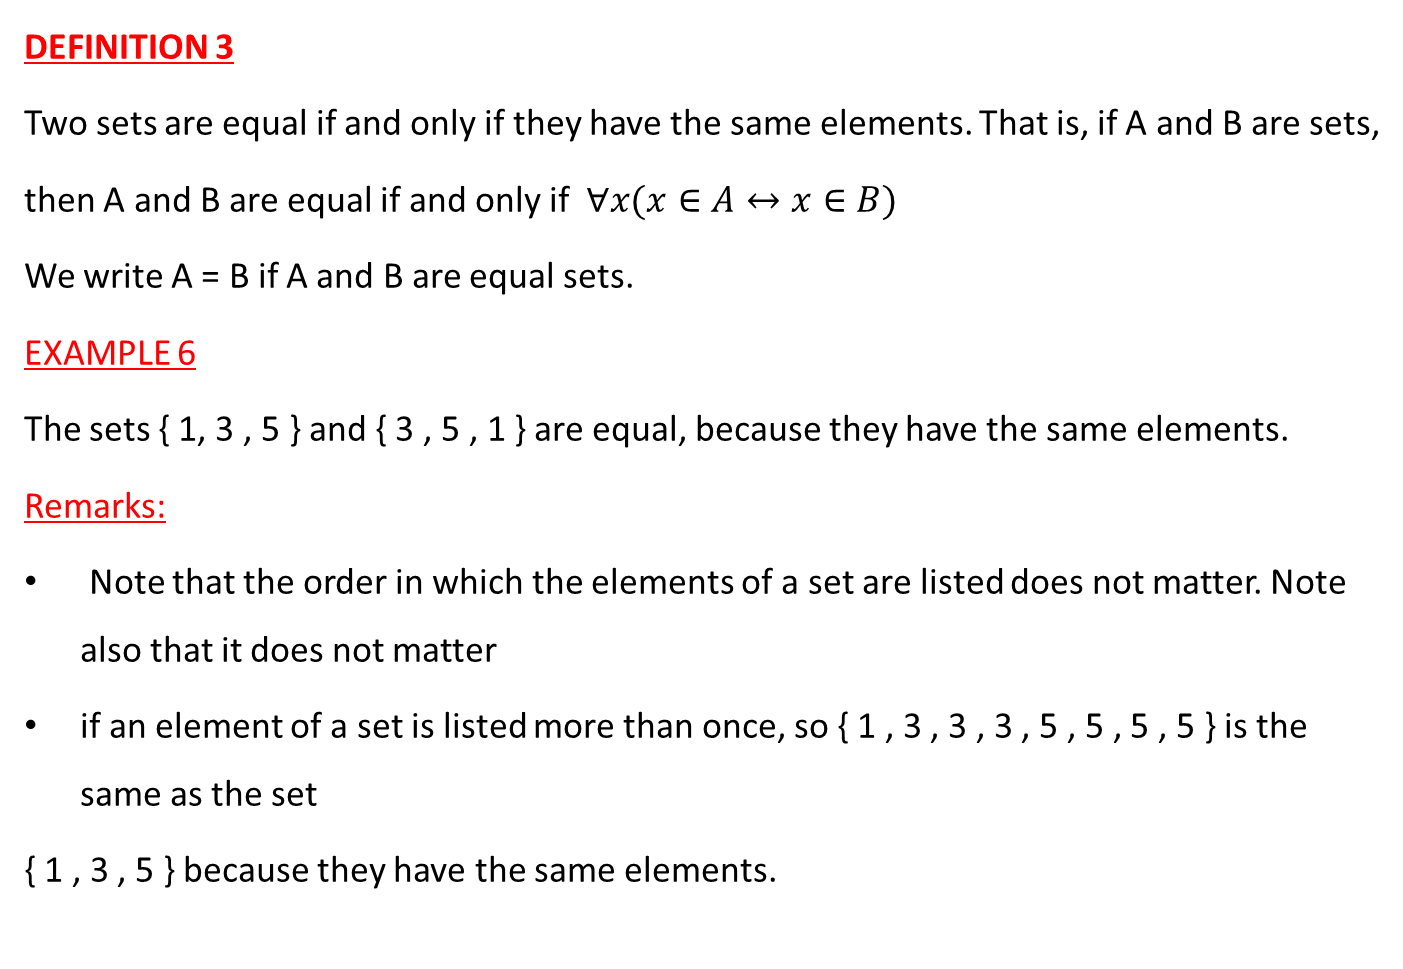 DEFINITION 3
Two sets are equal if and only if they have the same elements. That is, if A and B are sets,
then A and B are equal if and only if ∀x(x ∈ A ↔ x ∈ B)
We write A = B if A and B are equal sets.
EXAMPLE 6
The sets { 1, 3 , 5 } and { 3 , 5 , 1 } are equal, because they have the same elements.
Remarks:
• Note that the order in which the elements of a set are listed does not matter. Note
also that it does not matter
• if an element of a set is listed more than once, so { 1 , 3 , 3 , 3 , 5 , 5 , 5 , 5 } is the
same as the set
{ 1 , 3 , 5 } because they have the same elements.